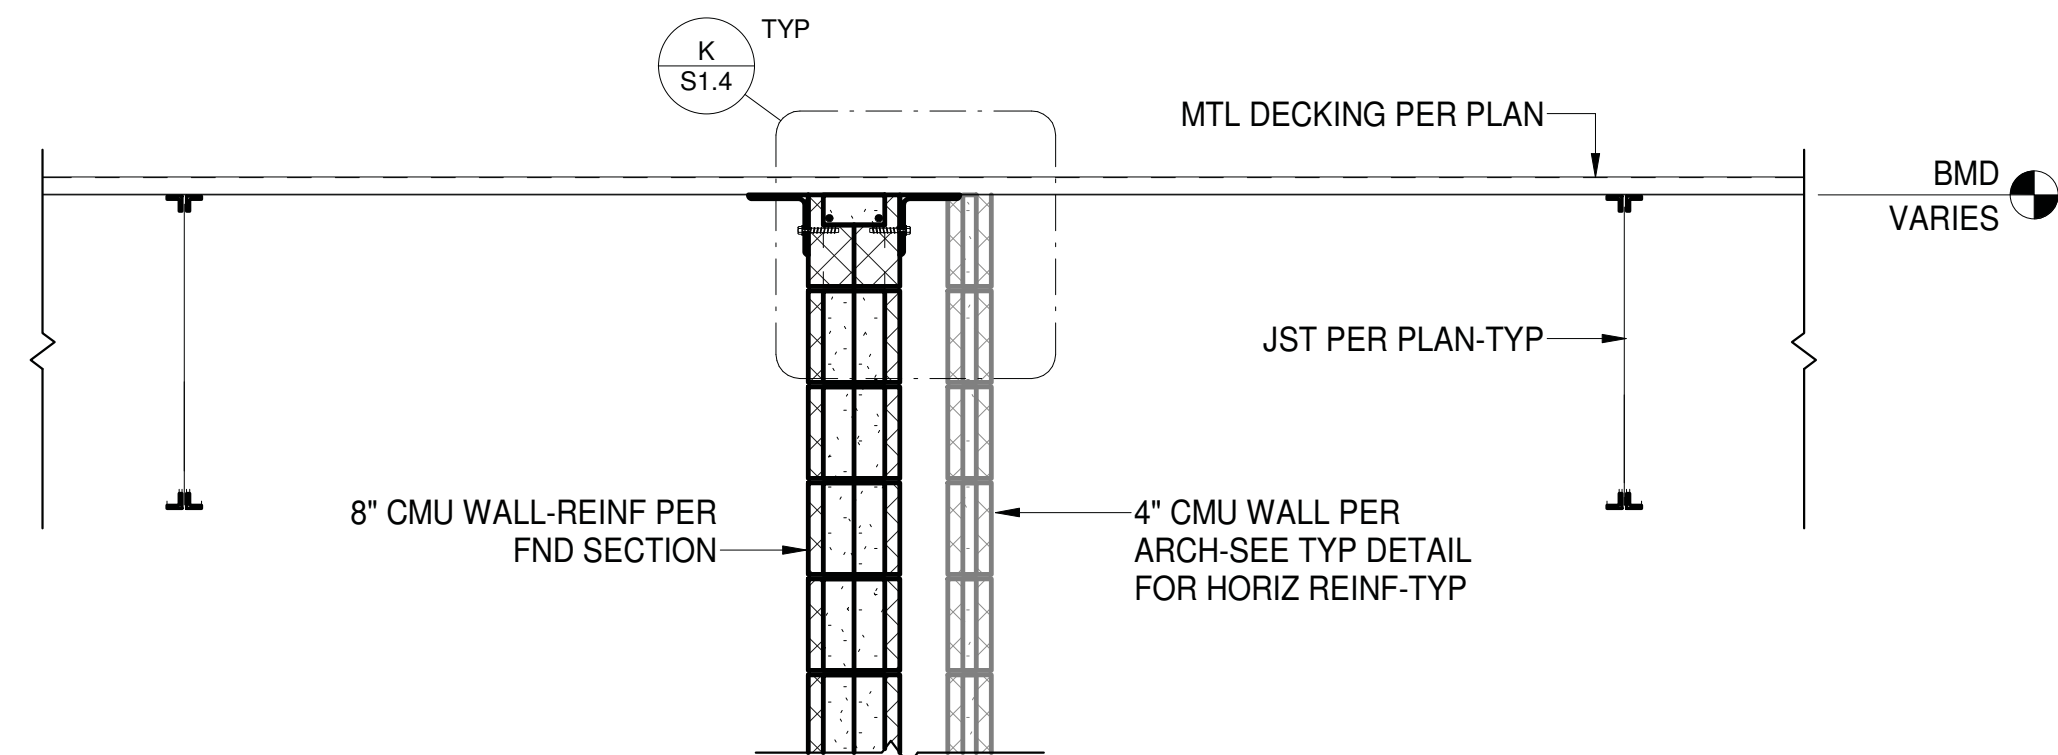 K
S1.4
TYP
MTL DECKING PER PLAN
BMD
VARIES
JST PER PLAN-TYP
8" CMU WALL-REINF PER
FND SECTION
4" CMU WALL PER
ARCH-SEE TYP DETAIL
FOR HORIZ REINF-TYP